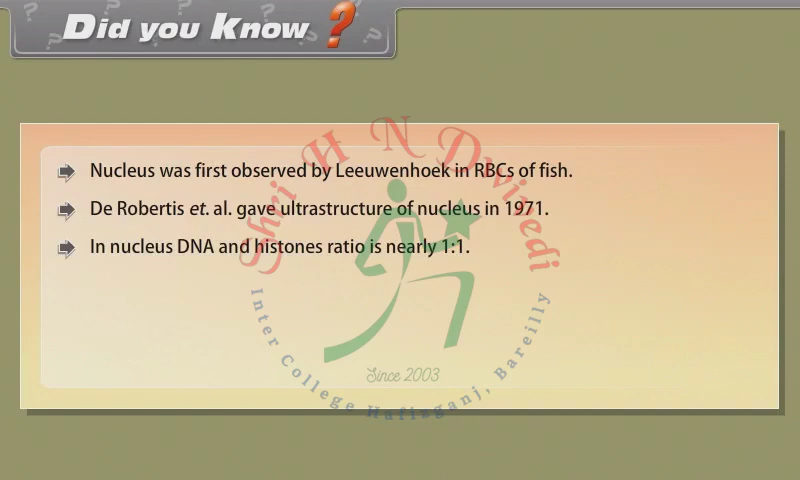 Did you Know ?
Nucleus was first observed by Leeuwenhoek in RBCs of fish.
De Robertis et. al. gave ultrastructure of nucleus in 1971.
In nucleus DNA and histones ratio is nearly 1:1.
Shri H N Dwivedi
Since 2003
Inter College Hafizganj, Bareilly